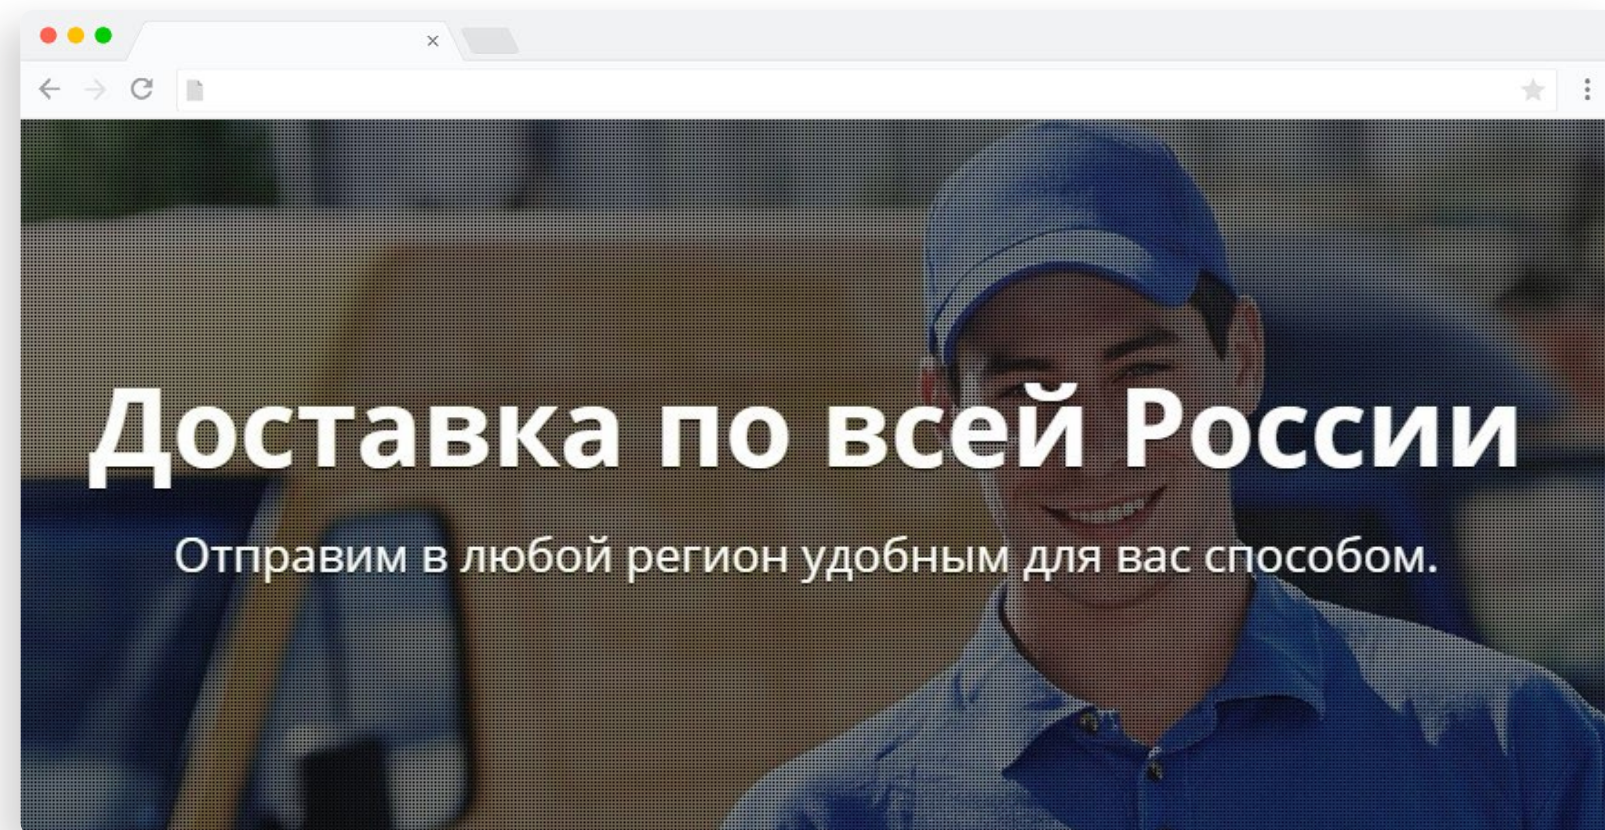 Доставка по всей России
Отправим в любой регион удобным для вас способом.